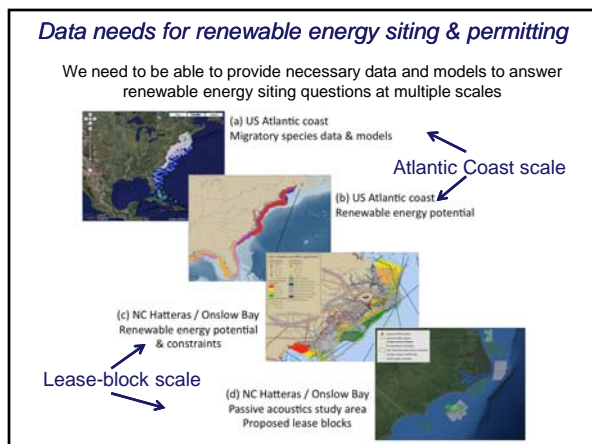 Data needs for renewable energy siting & permitting
We need to be able to provide necessary data and models to answer
renewable energy siting questions at multiple scales
(a) US Atlantic coast
Migratory species data & models
Atlantic Coast scale
(b) US Atlantic coast
Renewable energy potential
(c) NC Hatteras / Onslow Bay
Renewable energy potential
& constraints
Lease-block scale
(d) NC Hatteras / Onslow Bay
Passive acoustics study area
Proposed lease blocks